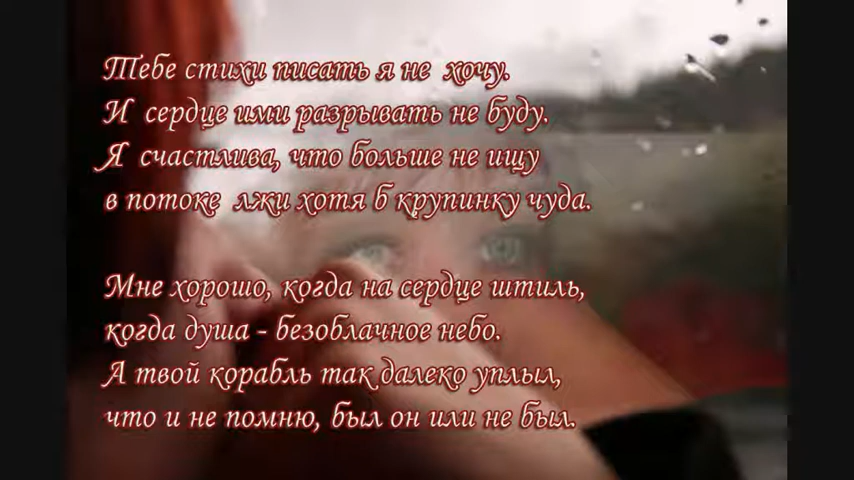 Тебе стихи писать я не хочу.
И сердце ими разрывать не буду.
Я счастлива, что больше не ищу
в потоке лжи хотя б крупинку чуда.
Мне хорошо, когда на сердце штиль,
когда душа - безоблачное небо.
А твой корабль так далеко уплыл,
что и не помню, был он или не был.